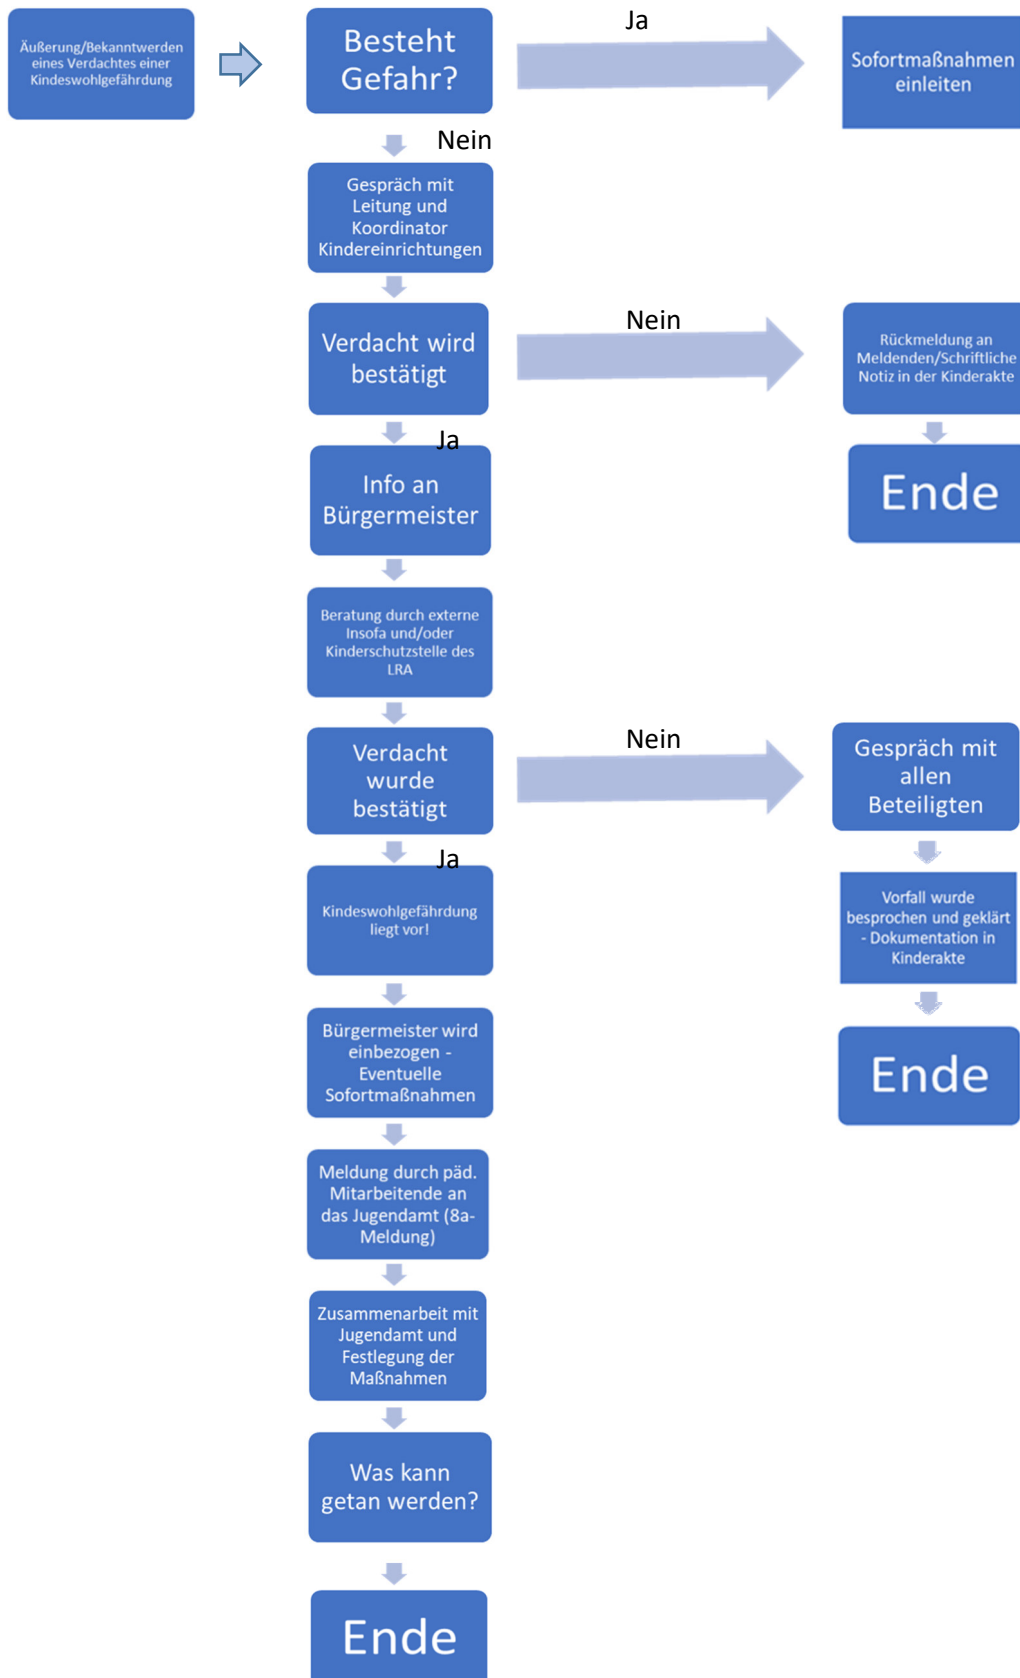 Äußerung/Bekanntwerden
eines Verdachtes einer
Kindeswohlgefährdung
Besteht
Gefahr?
Ja
Sofortmaßnahmen
einleiten
Nein
Gespräch mit
Leitung und
Koordinator
Kindereinrichtungen
Verdacht wird
bestätigt
Nein
Rückmeldung an
Meldenden/Schriftliche
Notiz in der Kinderakte
Ja
Ende
Info an
Bürgermeister
Beratung durch externe
Insofa und/oder
Kinderschutzstelle des
LRA
Verdacht
wurde
bestätigt
Nein
Gespräch mit
allen
Beteiligten
Ja
Kindeswohlgefährdung
liegt vor!
Vorfall wurde
besprochen und geklärt
- Dokumentation in
Kinderakte
Bürgermeister wird
einbezogen -
Eventuelle
Sofortmaßnahmen
Ende
Meldung durch päd.
Mitarbeitende an
das Jugendamt (8a-
Meldung)
Zusammenarbeit mit
Jugendamt und
Festlegung der
Maßnahmen
Was kann
getan werden?
Ende